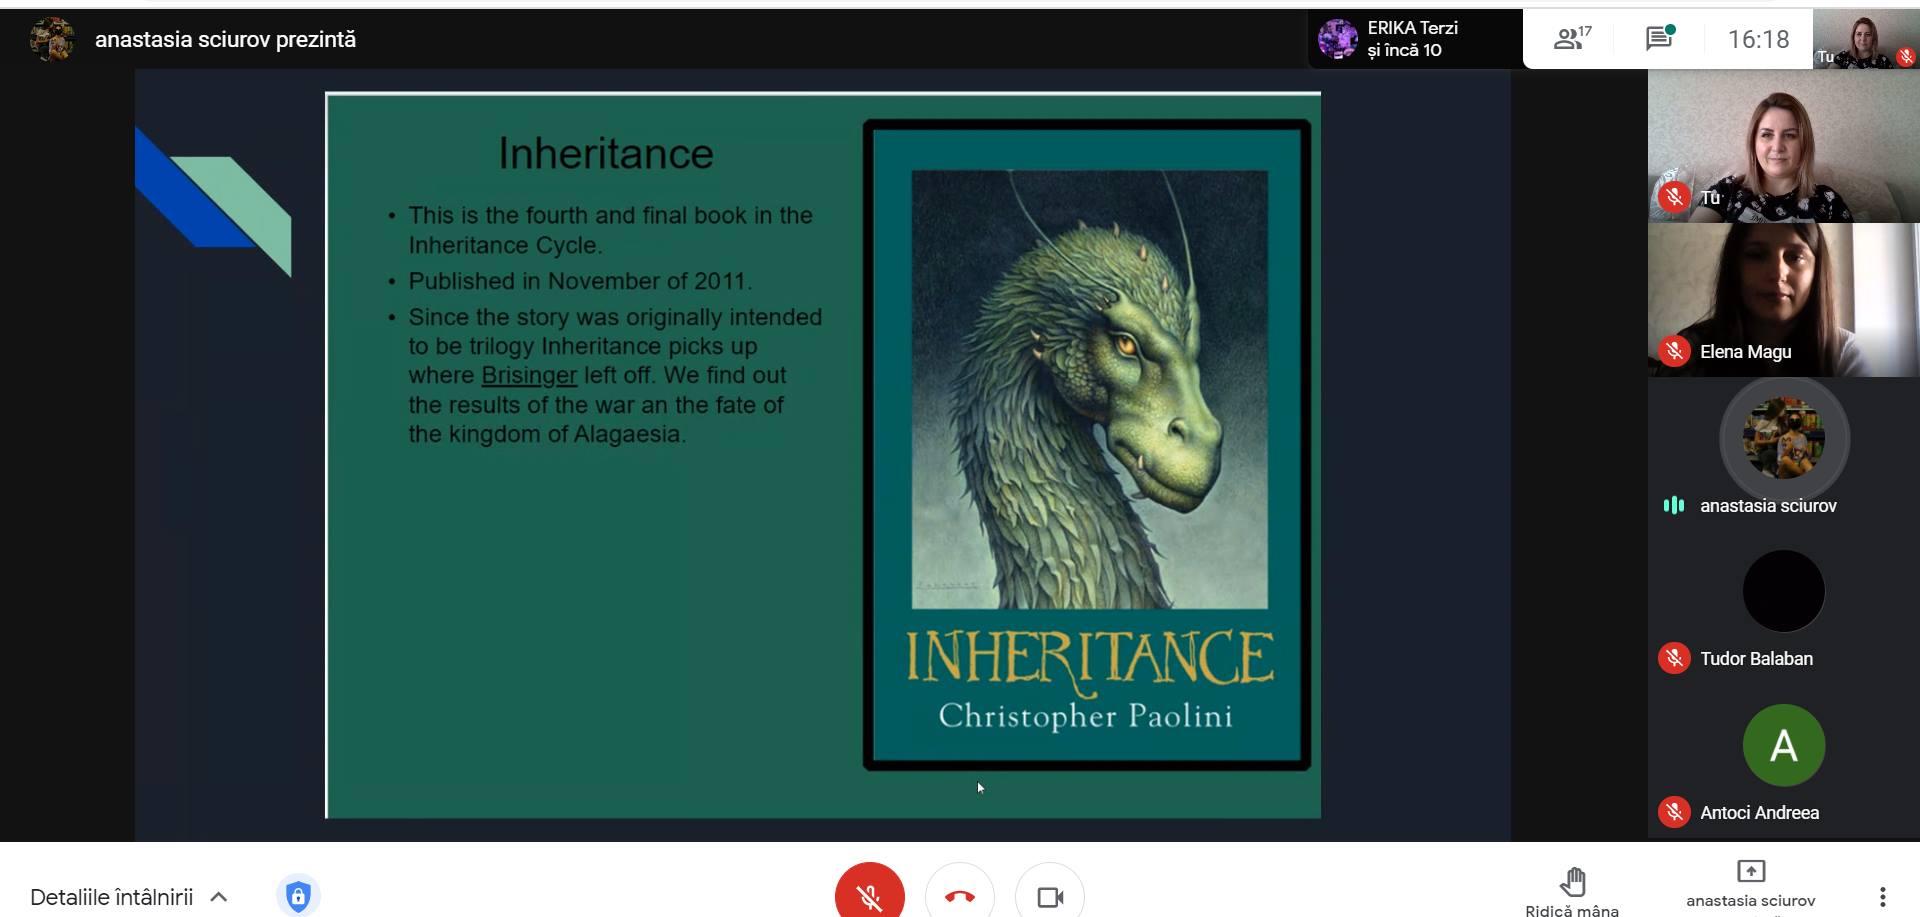 anastasia sciurov prezintă
ERIKA Terzi
și încă 10
17
16:18
Tu
Inheritance
• This is the fourth and final book in the
Inheritance Cycle.
• Published in November of 2011.
• Since the story was originally intended
to be trilogy Inheritance picks up
where Brisinger left off. We find out
the results of the war an the fate of
the kingdom of Alagaesia.
INHERITANCE
Christopher Paolini
Tu
Elena Magu
anastasia sciurov
Tudor Balaban
A
Antoci Andreea
Detaliile întâlnirii
Ridică mâna
anastasia sciurov